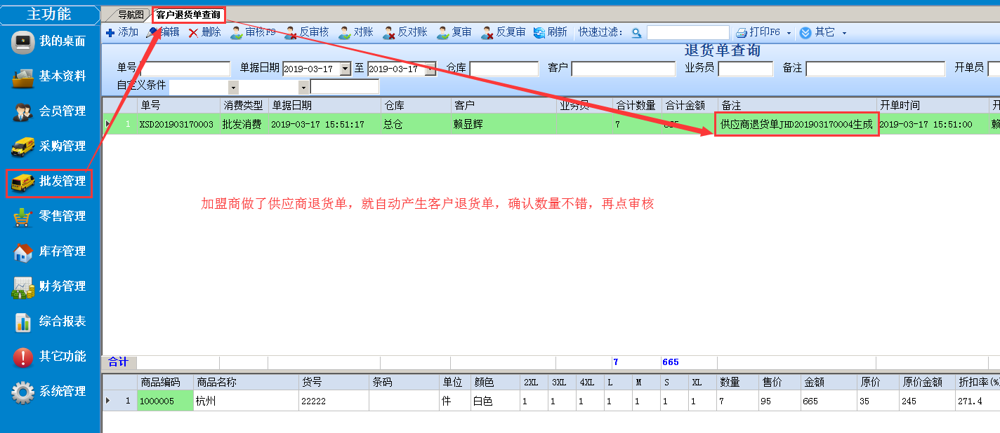 主功能
我的桌面
基本资料
会员管理
采购管理
批发管理
零售管理
库存管理
财务管理
综合报表
其它功能
系统管理
导航图 客户退货单查询
添加 编辑 删除 审核F9 反审核 对账 反对账 复审 反复审 刷新 快速过滤: 打印F6 其它
退货单查询
单号 单据日期 2019-03-17 至 2019-03-17 仓库 客户 业务员 备注 开单员
自定义条件
单号 消费类型 单据日期 仓库 客户 业务员 合计数量 合计金额 备注 开单时间 开
1 XSD201903170003 批发消费 2019-03-17 15:51:17 总仓 赖显辉 7 665 供应商退货单JHD201903170004生成 2019-03-17 15:51:00 赖
加盟商做了供应商退货单，就自动产生客户退货单，确认数量不错，再点审核
合计 7 665
商品编码 商品名称 货号 条码 单位 颜色 2XL 3XL 4XL L M S XL 数量 售价 金额 原价 原价金额 折扣率(%
1 1000005 杭州 22222 件 白色 1 1 1 1 1 1 1 7 95 665 35 245 271.4